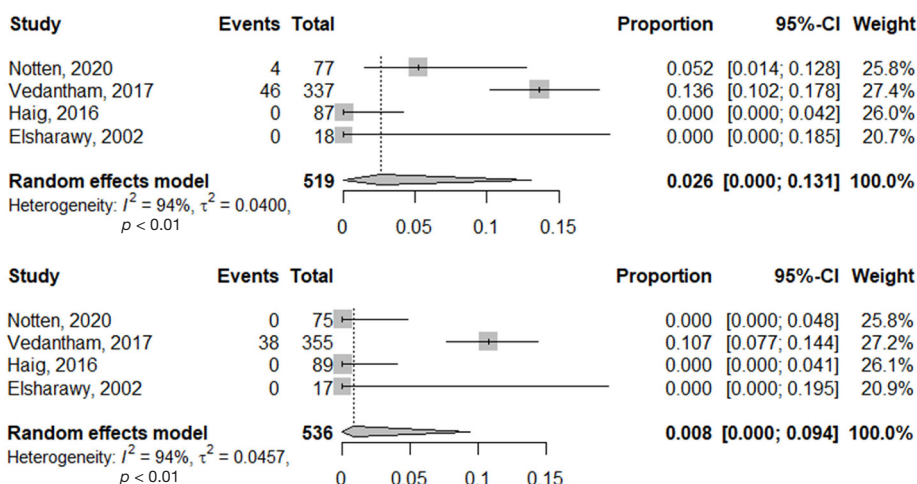 Study Events Total Proportion 95%-CI Weight
Notten, 2020 4 77 0.052 [0.014; 0.128] 25.8%
Vedantham, 2017 46 337 0.136 [0.102; 0.178] 27.4%
Haig, 2016 0 87 0.000 [0.000; 0.042] 26.0%
Elsharawy, 2002 0 18 0.000 [0.000; 0.185] 20.7%
Random effects model 519 0.026 [0.000; 0.131] 100.0%
Heterogeneity: I² = 94%, τ² = 0.0400,
p < 0.01
0 0.05 0.1 0.15
Study Events Total Proportion 95%-CI Weight
Notten, 2020 0 75 0.000 [0.000; 0.048] 25.8%
Vedantham, 2017 38 355 0.107 [0.077; 0.144] 27.2%
Haig, 2016 0 89 0.000 [0.000; 0.041] 26.1%
Elsharawy, 2002 0 17 0.000 [0.000; 0.195] 20.9%
Random effects model 536 0.008 [0.000; 0.094] 100.0%
Heterogeneity: I² = 94%, τ² = 0.0457,
p < 0.01
0 0.05 0.1 0.15